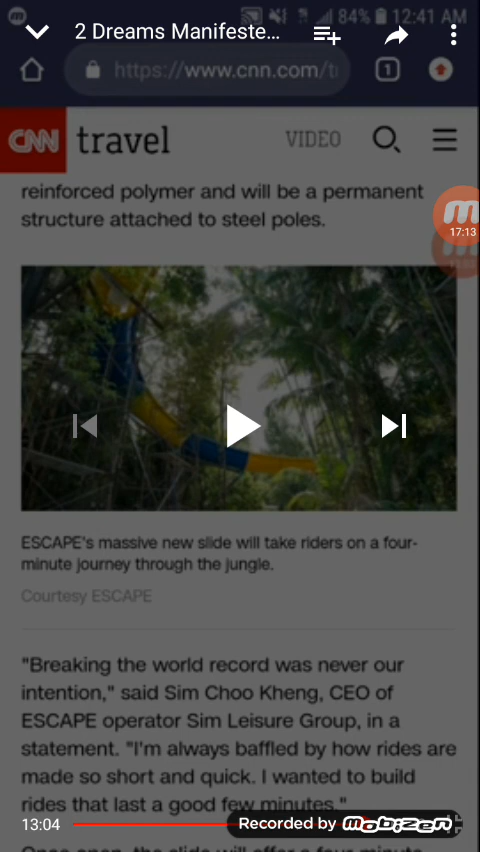 84% 12:41 AM
2 Dreams Manifeste...
https://www.cnn.com/t
1
CNN travel VIDEO
reinforced polymer and will be a permanent
structure attached to steel poles.
17:13
ESCAPE's massive new slide will take riders on a four-
minute journey through the jungle.
Courtesy ESCAPE
"Breaking the world record was never our
intention," said Sim Choo Kheng, CEO of
ESCAPE operator Sim Leisure Group, in a
statement. "I'm always baffled by how rides are
made so short and quick. I wanted to build
rides that last a good few minutes."
13:04
Recorded by mobizen